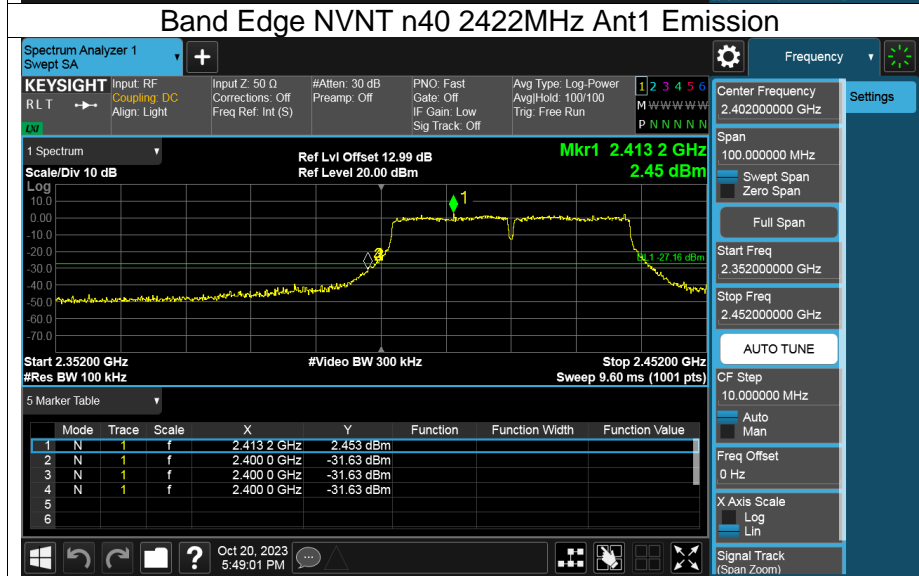 Band Edge NVNT n40 2422MHz Ant1 Emission
Spectrum Analyzer 1
Swept SA
+
Frequency
KEYSIGHT
RLT
LXI
Input: RF
Coupling: DC
Align: Light
Input Z: 50 Ω
Corrections: Off
Freq Ref: Int (S)
#Atten: 30 dB
Preamp: Off
PNO: Fast
Gate: Off
IF Gain: Low
Sig Track: Off
Avg Type: Log-Power
Avg|Hold: 100/100
Trig: Free Run
1 2 3 4 5 6
M W W W W W
P N N N N N
1 Spectrum
Scale/Div 10 dB
Ref Lvl Offset 12.99 dB
Ref Level 20.00 dBm
Mkr1 2.413 2 GHz
2.45 dBm
Log
10.0
0.00
-10.0
-20.0
-30.0
-40.0
-50.0
-60.0
-70.0
1
DL1 -27.16 dBm
Start 2.35200 GHz
#Res BW 100 kHz
#Video BW 300 kHz
Stop 2.45200 GHz
Sweep 9.60 ms (1001 pts)
5 Marker Table
Mode Trace Scale X Y Function Function Width Function Value
1 N 1 f 2.413 2 GHz 2.453 dBm
2 N 1 f 2.400 0 GHz -31.63 dBm
3 N 1 f 2.400 0 GHz -31.63 dBm
4 N 1 f 2.400 0 GHz -31.63 dBm
5
6
?
Oct 20, 2023
5:49:01 PM
Center Frequency
2.402000000 GHz
Settings
Span
100.000000 MHz
Swept Span
Zero Span
Full Span
Start Freq
2.352000000 GHz
Stop Freq
2.452000000 GHz
AUTO TUNE
CF Step
10.000000 MHz
Auto
Man
Freq Offset
0 Hz
X Axis Scale
Log
Lin
Signal Track
(Span Zoom)